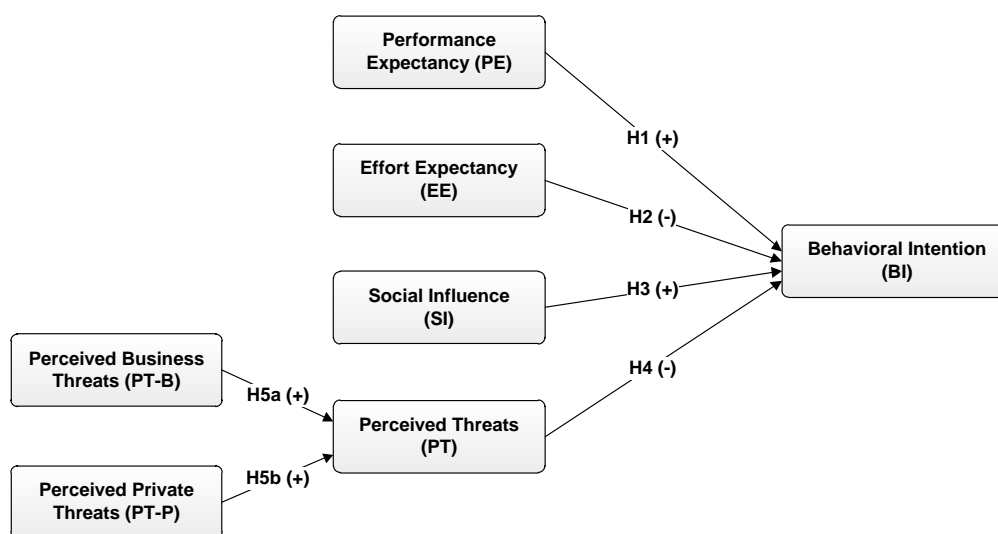 Performance
Expectancy (PE)
H1 (+)
Effort Expectancy
(EE)
H2 (-)
Behavioral Intention
(BI)
Social Influence
(SI)
H3 (+)
Perceived Business
Threats (PT-B)
H4 (-)
H5a (+)
Perceived Threats
(PT)
H5b (+)
Perceived Private
Threats (PT-P)